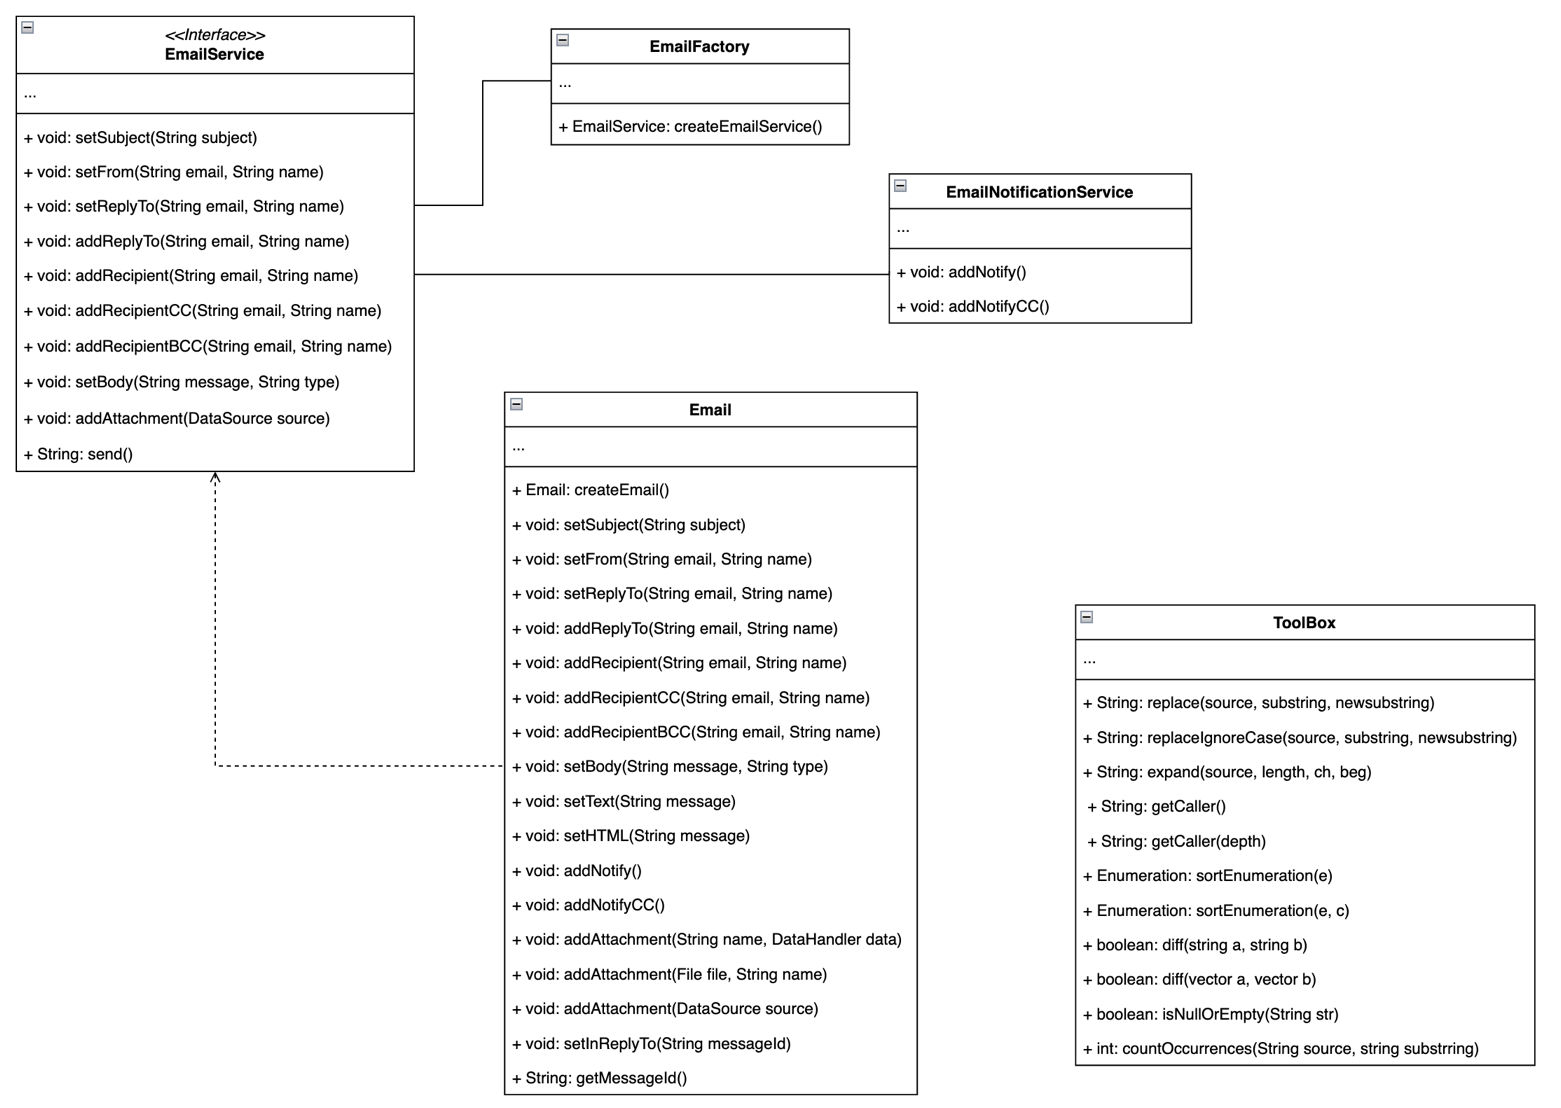 <<Interface>>
EmailService
...
+ void: setSubject(String subject)
+ void: setFrom(String email, String name)
+ void: setReplyTo(String email, String name)
+ void: addReplyTo(String email, String name)
+ void: addRecipient(String email, String name)
+ void: addRecipientCC(String email, String name)
+ void: addRecipientBCC(String email, String name)
+ void: setBody(String message, String type)
+ void: addAttachment(DataSource source)
+ String: send()
EmailFactory
...
+ EmailService: createEmailService()
EmailNotificationService
...
+ void: addNotify()
+ void: addNotifyCC()
Email
...
+ Email: createEmail()
+ void: setSubject(String subject)
+ void: setFrom(String email, String name)
+ void: setReplyTo(String email, String name)
+ void: addReplyTo(String email, String name)
+ void: addRecipient(String email, String name)
+ void: addRecipientCC(String email, String name)
+ void: addRecipientBCC(String email, String name)
+ void: setBody(String message, String type)
+ void: setText(String message)
+ void: setHTML(String message)
+ void: addNotify()
+ void: addNotifyCC()
+ void: addAttachment(String name, DataHandler data)
+ void: addAttachment(File file, String name)
+ void: addAttachment(DataSource source)
+ void: setInReplyTo(String messageId)
+ String: getMessageId()
ToolBox
...
+ String: replace(source, substring, newsubstring)
+ String: replaceIgnoreCase(source, substring, newsubstring)
+ String: expand(source, length, ch, beg)
+ String: getCaller()
+ String: getCaller(depth)
+ Enumeration: sortEnumeration(e)
+ Enumeration: sortEnumeration(e, c)
+ boolean: diff(string a, string b)
+ boolean: diff(vector a, vector b)
+ boolean: isNullOrEmpty(String str)
+ int: countOccurrences(String source, string substrring)